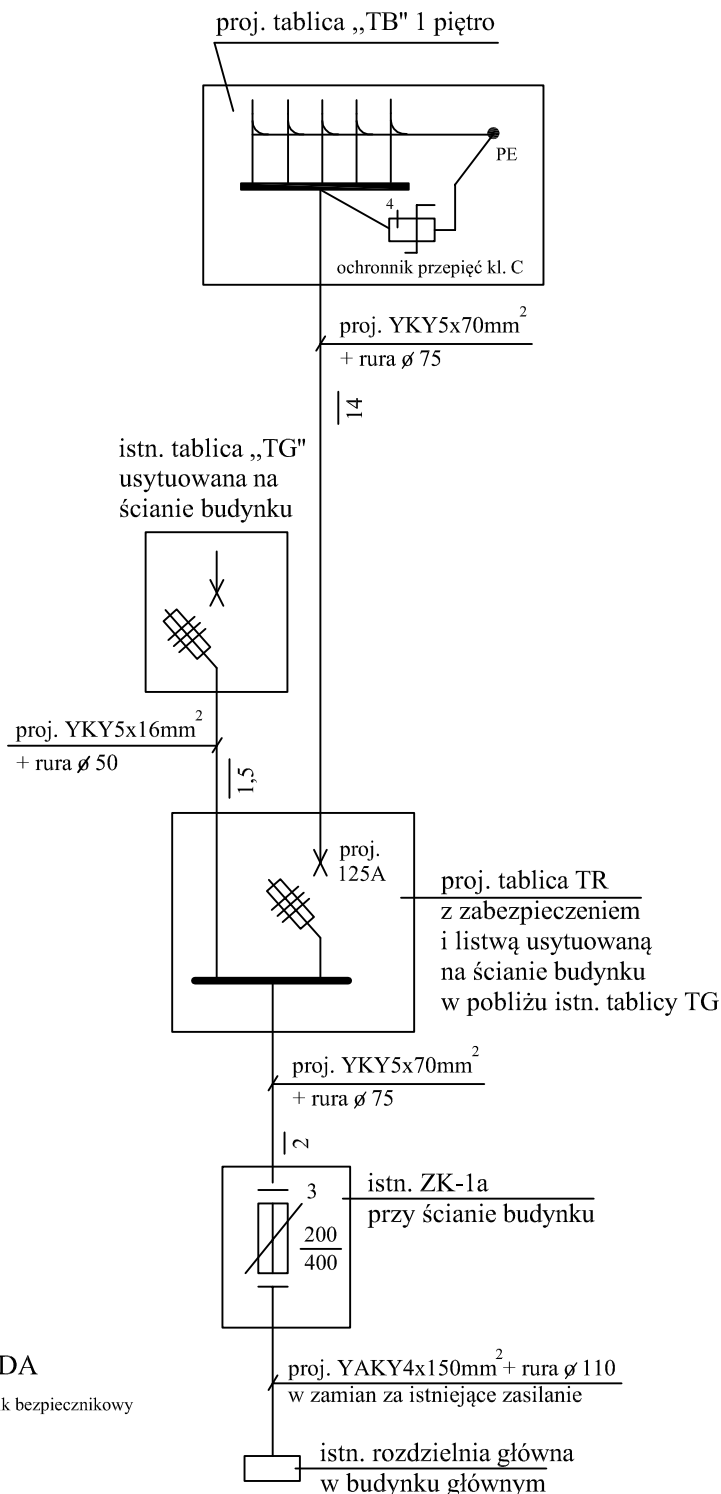 proj. tablica ,,TB" 1 piętro
PE
4
ochronnik przepięć kl. C
proj. YKY5x70mm²
+ rura ø 75
14
istn. tablica ,,TG"
usytuowana na
ścianie budynku
proj. YKY5x16mm²
+ rura ø 50
1,5
proj.
125A
proj. tablica TR
z zabezpieczeniem
i listwą usytuowaną
na ścianie budynku
w pobliżu istn. tablicy TG
proj. YKY5x70mm²
+ rura ø 75
2
istn. ZK-1a
przy ścianie budynku
3
200
400
DA
k bezpiecznikowy
proj. YAKY4x150mm²+ rura ø 110
w zamian za istniejące zasilanie
istn. rozdzielnia główna
w budynku głównym